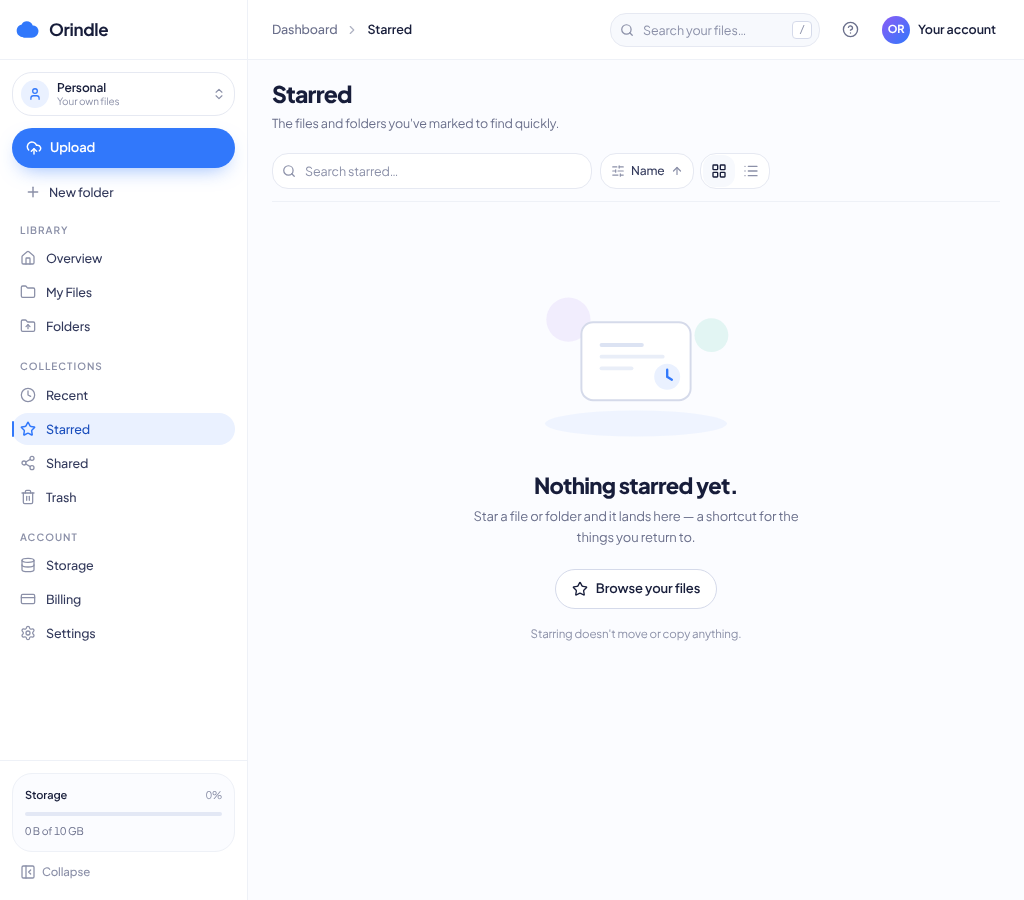 Orindle
Dashboard
Starred
Search your files…
/
OR
Your account
Personal
Your own files
Upload
New folder
LIBRARY
Overview
My Files
Folders
COLLECTIONS
Recent
Starred
Shared
Trash
ACCOUNT
Storage
Billing
Settings
Storage
0%
0 B of 10 GB
Collapse
Starred
The files and folders you've marked to find quickly.
Search starred…
Name
Nothing starred yet.
Star a file or folder and it lands here — a shortcut for the
things you return to.
Browse your files
Starring doesn't move or copy anything.